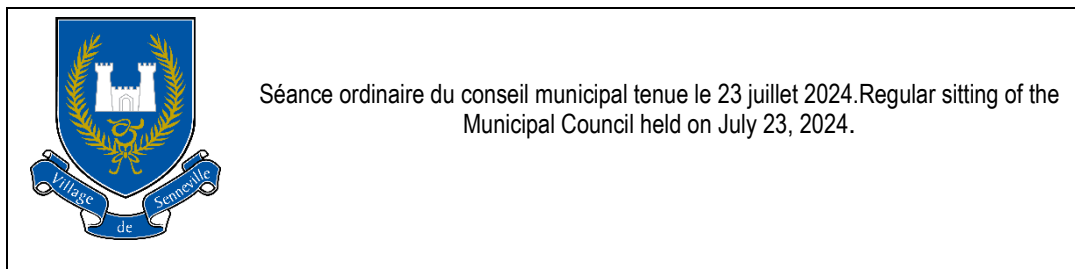 Séance ordinaire du conseil municipal tenue le 23 juillet 2024.Regular sitting of the
Municipal Council held on July 23, 2024.
Village
de
Senneville